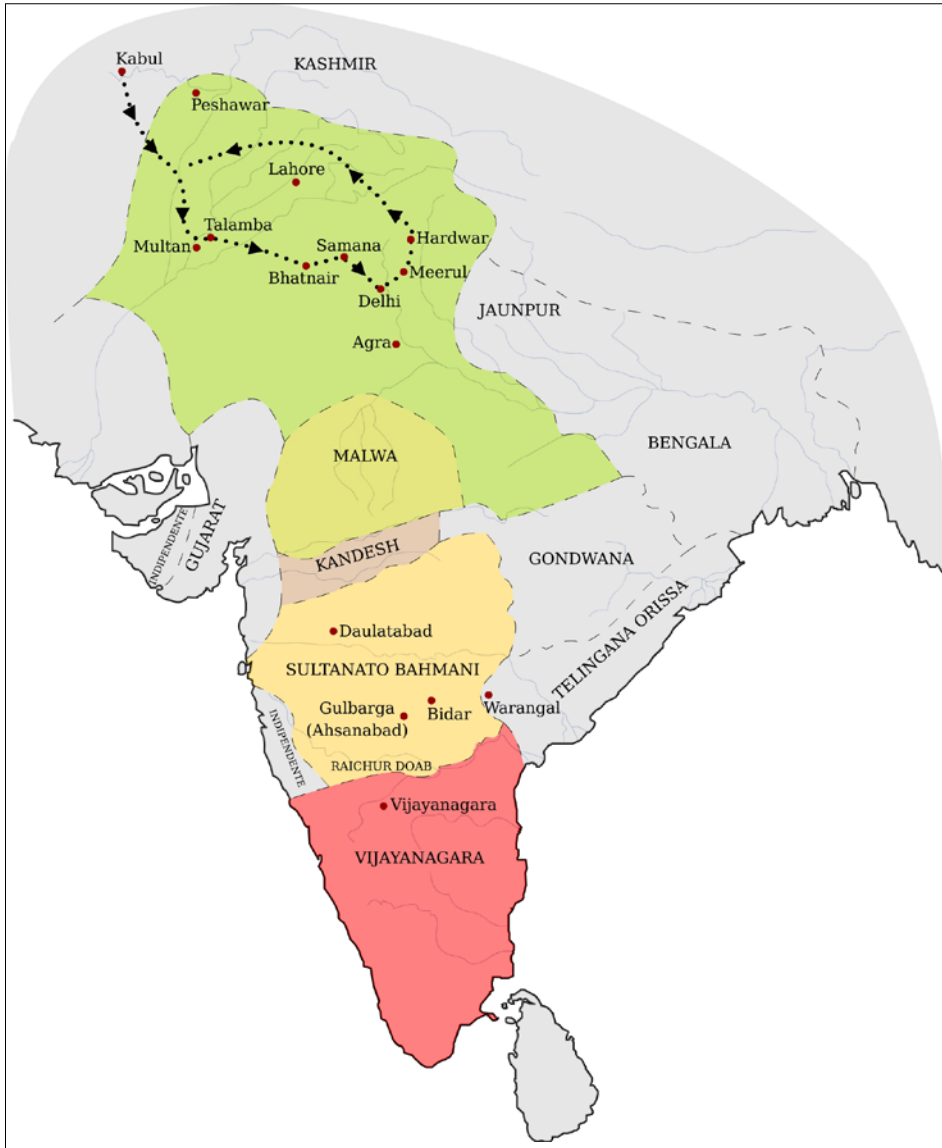 Kabul
KASHMIR
Peshawar
Lahore
Talamba
Multan
Samana
Hardwar
Bhatnair
Meerul
Delhi
JAUNPUR
Agra
MALWA
BENGALA
INDIPENDENTE
GUJARAT
KANDESH
GONDWANA
Daulatabad
TELINGANA ORISSA
SULTANATO BAHMANI
Gulbarga
(Ahsanabad)
Bidar
Warangal
INDIPENDENTE
RAICHUR DOAB
Vijayanagara
VIJAYANAGARA